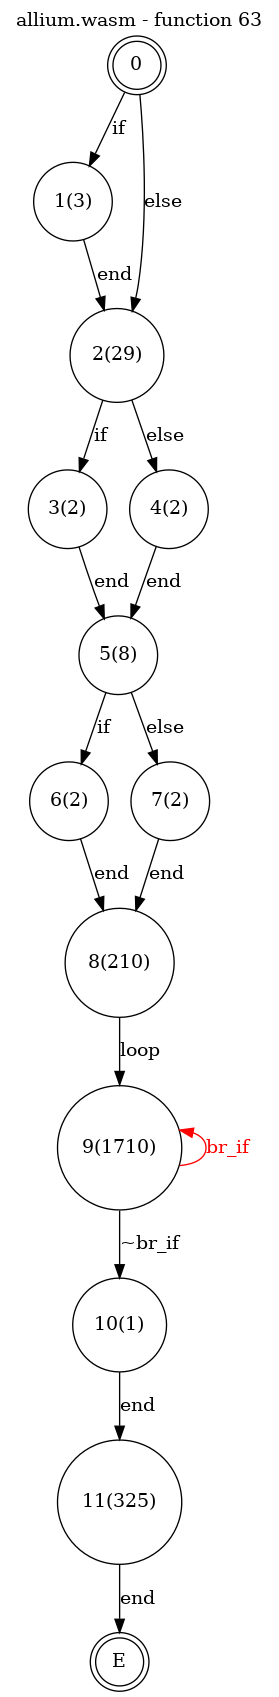 allium.wasm - function 63
0
if
1(3)
else
end
2(29)
if
else
3(2)
4(2)
end
end
5(8)
if
else
6(2)
7(2)
end
end
8(210)
loop
9(1710)
br_if
~br_if
10(1)
end
11(325)
end
E